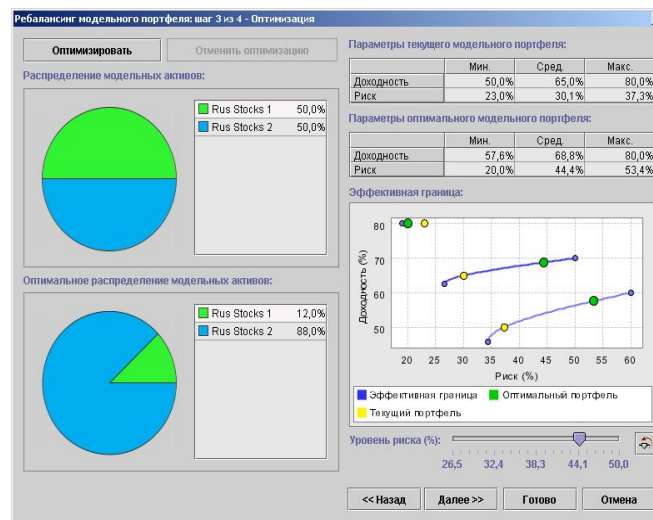 Ребалансинг модельного портфеля: шаг 3 из 4 - Оптимизация
Оптимизировать
Отменить оптимизацию
Распределение модельных активов:
Rus Stocks 1 50,0%
Rus Stocks 2 50,0%
Оптимальное распределение модельных активов:
Rus Stocks 1 12,0%
Rus Stocks 2 88,0%
Параметры текущего модельного портфеля:
Мин. Сред. Макс.
Доходность 50,0% 65,0% 80,0%
Риск 23,0% 30,1% 37,3%
Параметры оптимального модельного портфеля:
Мин. Сред. Макс.
Доходность 57,6% 68,8% 80,0%
Риск 20,0% 44,4% 53,4%
Эффективная граница:
Доходность (%)
80
70
60
50
20 25 30 35 40 45 50 55 60
Риск (%)
Эффективная граница Оптимальный портфель
Текущий портфель
Уровень риска (%):
26,5 32,4 38,3 44,1 50,0
<< Назад Далее >> Готово Отмена